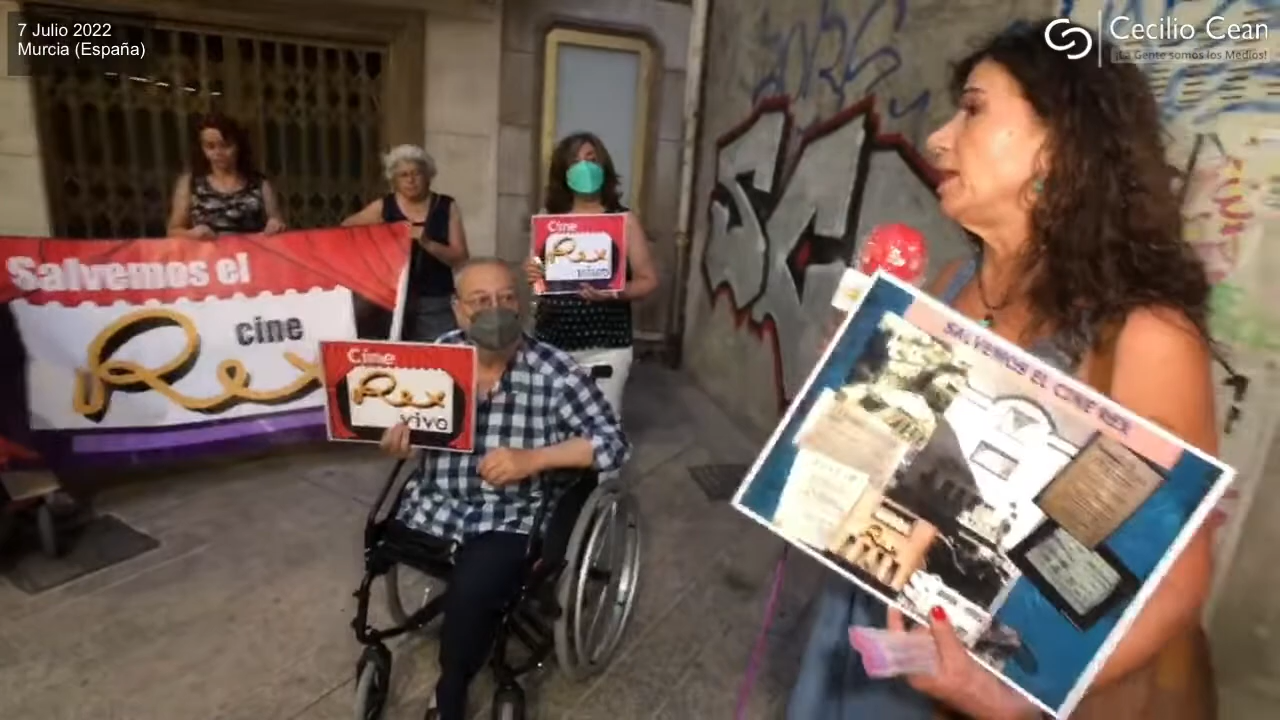 7 Julio 2022
Murcia (España)
Cecilio Cean
¡La Gente somos los Medios!
Salvemos el
cine
Rex
Cine
Rex
vivo
Cine
Rex
vivo
SALVEMOS EL CINE REX
Rex